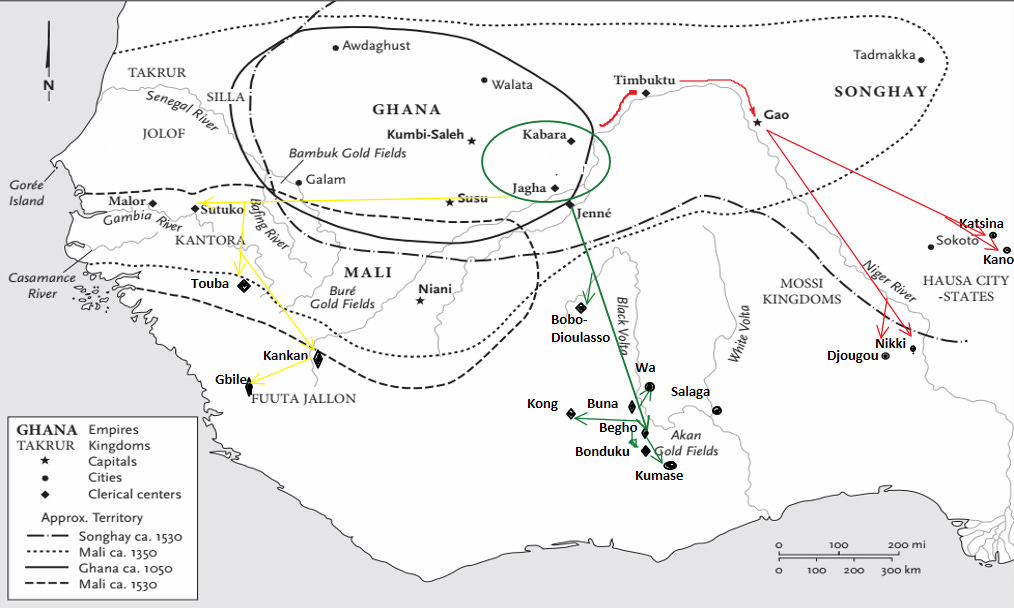 Awdaghust
Tadmakka
TAKRUR
Timbuktu
Walata
SILLA
SONGHAY
Senegal River
GHANA
Gao
JOLOF
Kumbi-Saleh
Kabara
Bambuk Gold Fields
Gorée
Island
Galam
Jagha
Malor
Susu
Sutuko
Jenné
Gambia
River
Katsina
Bafing River
KANTORA
Sokoto
Kano
Casamance
River
MALI
Niger River
Touba
Buré
Gold Fields
Niani
MOSSI
KINGDOMS
HAUSA CITY
-STATES
Bobo-
Dioulasso
Black Volta
White Volta
Nikki
Kankan
Djougou
Wa
Gbile
Salaga
FUUTA JALLON
Kong
Buna
Begho
Akan
Gold Fields
Bonduku
Kumase
N
GHANA Empires
TAKRUR Kingdoms
Capitals
Cities
Clerical centers
Approx. Territory
Songhay ca. 1530
Mali ca. 1350
Ghana ca. 1050
Mali ca. 1530
0 100 200 mi
0 100 200 300 km